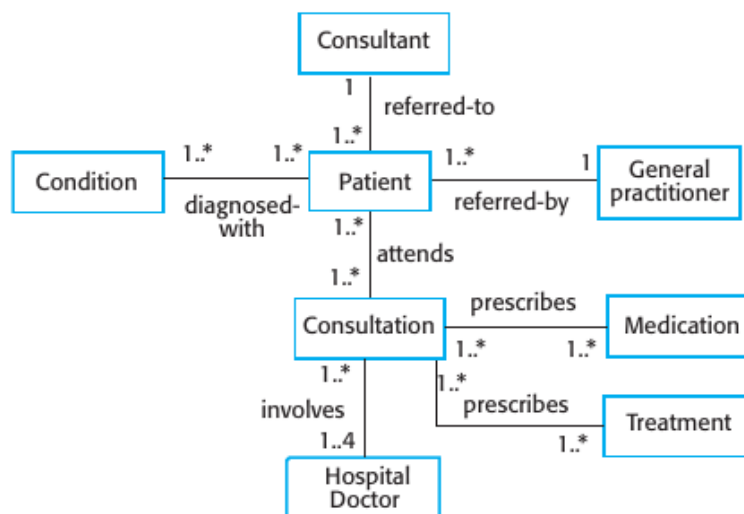 Consultant
1
referred-to
1..*
1..*
1..*
1..*
1
Condition
Patient
General
practitioner
diagnosed-
with
referred-by
1..*
attends
1..*
prescribes
Consultation
Medication
1..*
1..*
1..*
1..*
involves
prescribes
Treatment
1..4
1..*
Hospital
Doctor